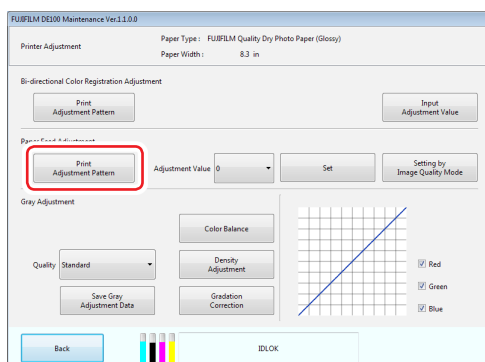 FUJIFILM DE100 Maintenance Ver.1.1.0.0
Printer Adjustment
Paper Type : FUJIFILM Quality Dry Photo Paper (Glossy)
Paper Width : 8.3 in
Bi-directional Color Registration Adjustment
Print
Adjustment Pattern
Input
Adjustment Value
Paper Feed Adjustment
Print
Adjustment Pattern
Adjustment Value 0
Set
Setting by
Image Quality Mode
Gray Adjustment
Color Balance
Quality Standard
Density
Adjustment
Save Gray
Adjustment Data
Gradation
Correction
Red
Green
Blue
Back
IDLOK